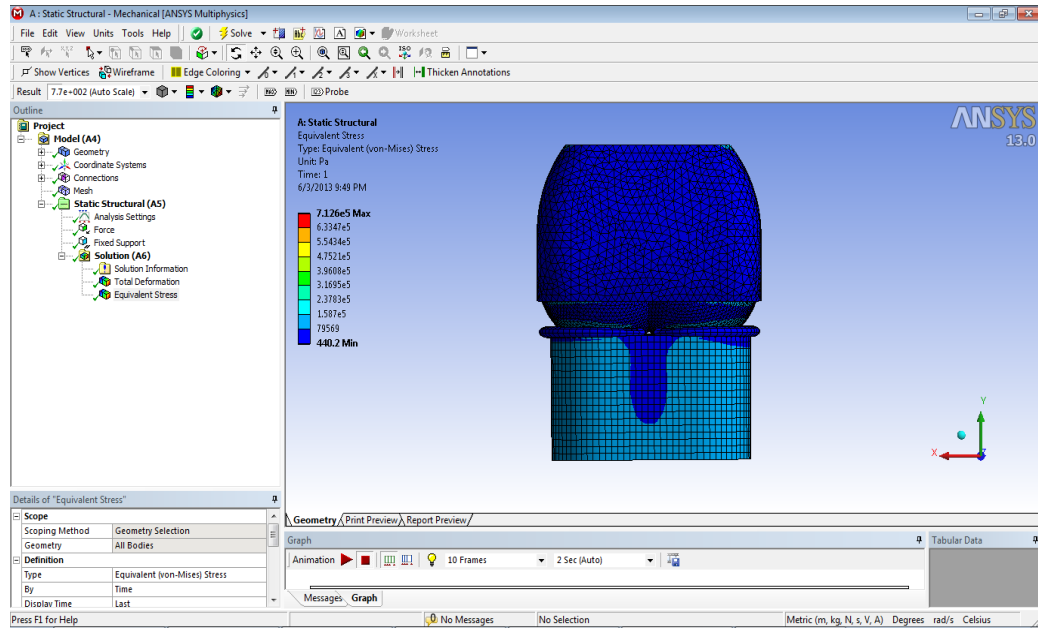 A : Static Structural - Mechanical [ANSYS Multiphysics]
File Edit View Units Tools Help Solve Worksheet
Show Vertices Wireframe Edge Coloring Thicken Annotations
Result 7.7e+002 (Auto Scale) Probe
Outline
Project
Model (A4)
Geometry
Coordinate Systems
Connections
Mesh
Static Structural (A5)
Analysis Settings
Force
Fixed Support
Solution (A6)
Solution Information
Total Deformation
Equivalent Stress
A: Static Structural
Equivalent Stress
Type: Equivalent (von-Mises) Stress
Unit: Pa
Time: 1
6/3/2013 9:49 PM
7.126e5 Max
6.3347e5
5.5434e5
4.7521e5
3.9608e5
3.1695e5
2.3783e5
1.587e5
79569
440.2 Min
ANSYS
13.0
Y
X
Z
Geometry Print Preview Report Preview
Details of "Equivalent Stress"
Scope
Scoping Method Geometry Selection
Geometry All Bodies
Definition
Type Equivalent (von-Mises) Stress
By Time
Display Time Last
Graph
Animation 10 Frames 2 Sec (Auto)
Messages Graph
Tabular Data
Press F1 for Help No Messages No Selection Metric (m, kg, N, s, V, A) Degrees rad/s Celsius